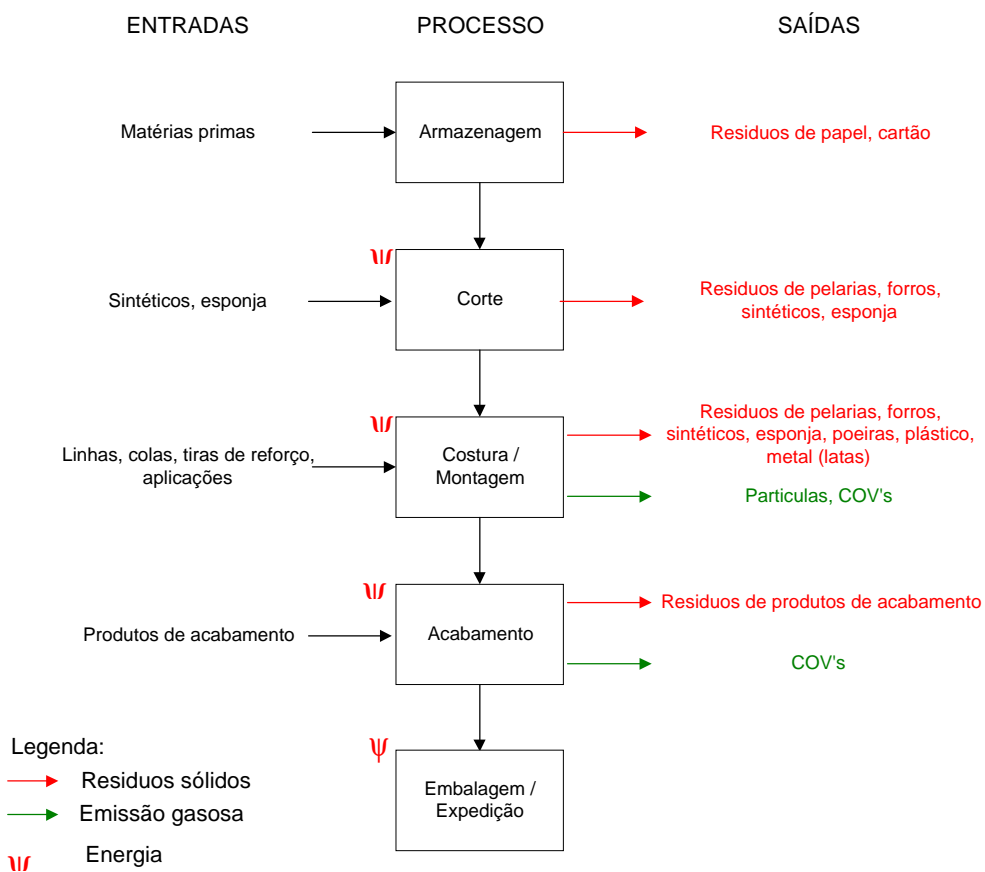 ENTRADAS PROCESSO SAÍDAS
Matérias primas
Armazenagem
Residuos de papel, cartão
Sintéticos, esponja
Corte
Residuos de pelarias, forros,
sintéticos, esponja
Linhas, colas, tiras de reforço,
aplicações
Costura /
Montagem
Residuos de pelarias, forros,
sintéticos, esponja, poeiras, plástico,
metal (latas)
Particulas, COV's
Produtos de acabamento
Acabamento
Residuos de produtos de acabamento
COV's
Embalagem /
Expedição
Legenda:
Residuos sólidos
Emissão gasosa
Energia